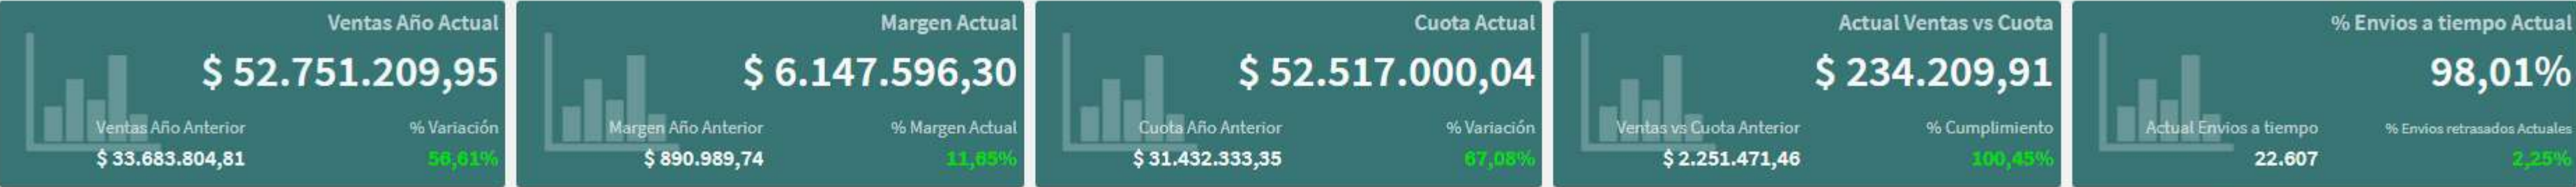 Ventas Año Actual
$ 52.751.209,95
Ventas Año Anterior
% Variación
$ 33.683.804,81
56,61%
Margen Actual
$ 6.147.596,30
Margen Año Anterior
% Margen Actual
$ 890.989,74
11,65%
Cuota Actual
$ 52.517.000,04
Cuota Año Anterior
% Variación
$ 31.432.333,35
67,08%
Actual Ventas vs Cuota
$ 234.209,91
Ventas vs Cuota Anterior
% Cumplimiento
$ 2.251.471,46
100,45%
% Envios a tiempo Actual
98,01%
Actual Envios a tiempo
% Envios retrasados Actuales
22.607
2,25%